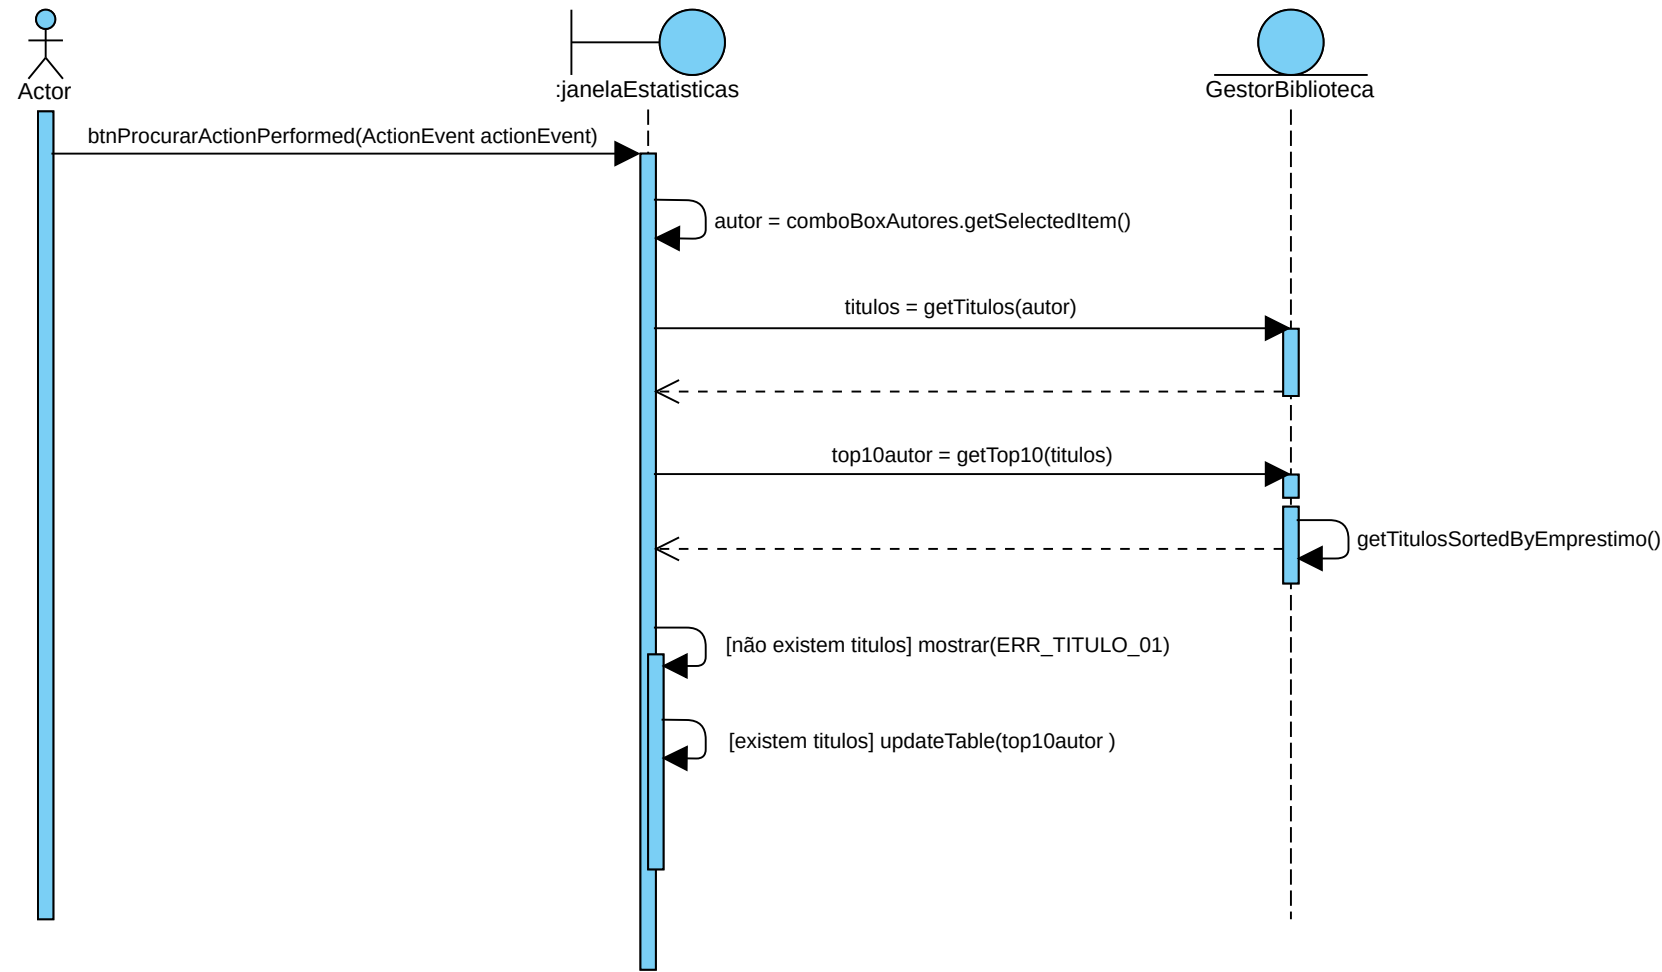 Actor
:janelaEstatisticas
GestorBiblioteca
btnProcurarActionPerformed(ActionEvent actionEvent)
autor = comboBoxAutores.getSelectedItem()
titulos = getTitulos(autor)
top10autor = getTop10(titulos)
getTitulosSortedByEmprestimo()
[não existem titulos] mostrar(ERR_TITULO_01)
[existem titulos] updateTable(top10autor )